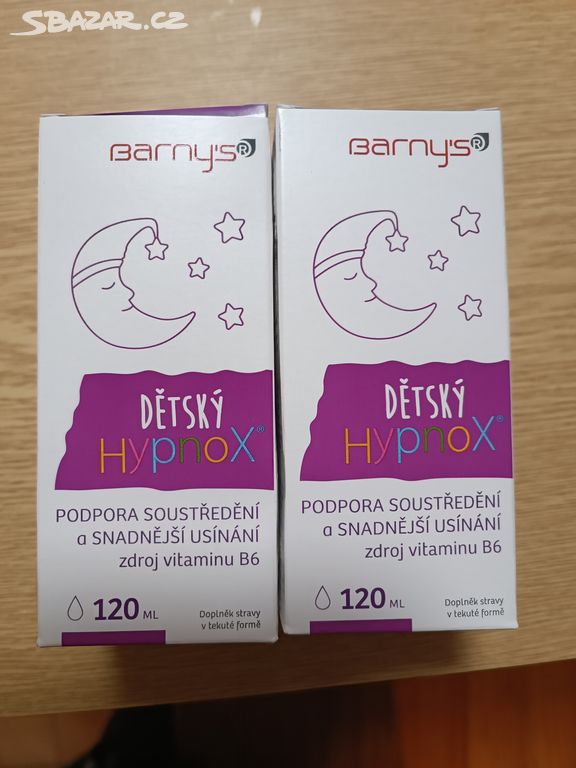 SBAZAR.CZ
Barny's®
DĚTSKÝ
HypnoX®
PODPORA SOUSTŘEDĚNÍ
a SNADNĚJŠÍ USÍNÁNÍ
zdroj vitaminu B6
120 ML
Doplněk stravy
v tekuté formě
Barny's®
DĚTSKÝ
HypnoX®
PODPORA SOUSTŘEDĚNÍ
a SNADNĚJŠÍ USÍNÁNÍ
zdroj vitaminu B6
120 ML
Doplněk stravy
v tekuté formě